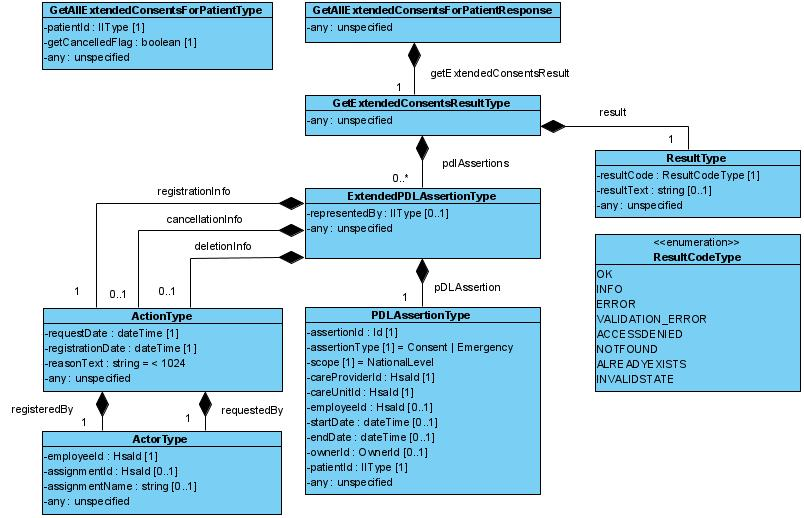 GetAllExtendedConsentsForPatientType
-patientId : IIType [1]
-getCancelledFlag : boolean [1]
-any : unspecified
GetAllExtendedConsentsForPatientResponse
-any : unspecified
getExtendedConsentsResult
1
GetExtendedConsentsResultType
-any : unspecified
result
1
ResultType
-resultCode : ResultCodeType [1]
-resultText : string [0..1]
-any : unspecified
pdlAssertions
0..*
ExtendedPDLAssertionType
-representedBy : IIType [0..1]
-any : unspecified
registrationInfo
cancellationInfo
deletionInfo
1
0..1
0..1
<<enumeration>>
ResultCodeType
OK
INFO
ERROR
VALIDATION_ERROR
ACCESSDENIED
NOTFOUND
ALREADYEXISTS
INVALIDSTATE
pDLAssertion
1
ActionType
-requestDate : dateTime [1]
-registrationDate : dateTime [1]
-reasonText : string = < 1024
-any : unspecified
PDLAssertionType
-assertionId : Id [1]
-assertionType [1] = Consent | Emergency
-scope [1] = NationalLevel
-careProviderId : HsaId [1]
-careUnitId : HsaId [1]
-employeeId : HsaId [0..1]
-startDate : dateTime [0..1]
-endDate : dateTime [0..1]
-ownerId : OwnerId [0..1]
-patientId : IIType [1]
-any : unspecified
registeredBy
1
requestedBy
1
ActorType
-employeeId : HsaId [1]
-assignmentId : HsaId [0..1]
-assignmentName : string [0..1]
-any : unspecified